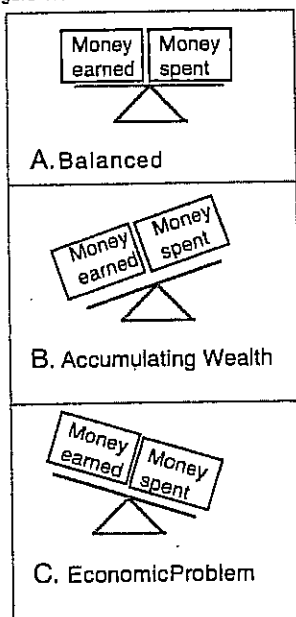 Money
earned
Money
spent
A. Balanced
Money
earned
Money
spent
B. Accumulating Wealth
Money
earned
Money
spent
C. EconomicProblem